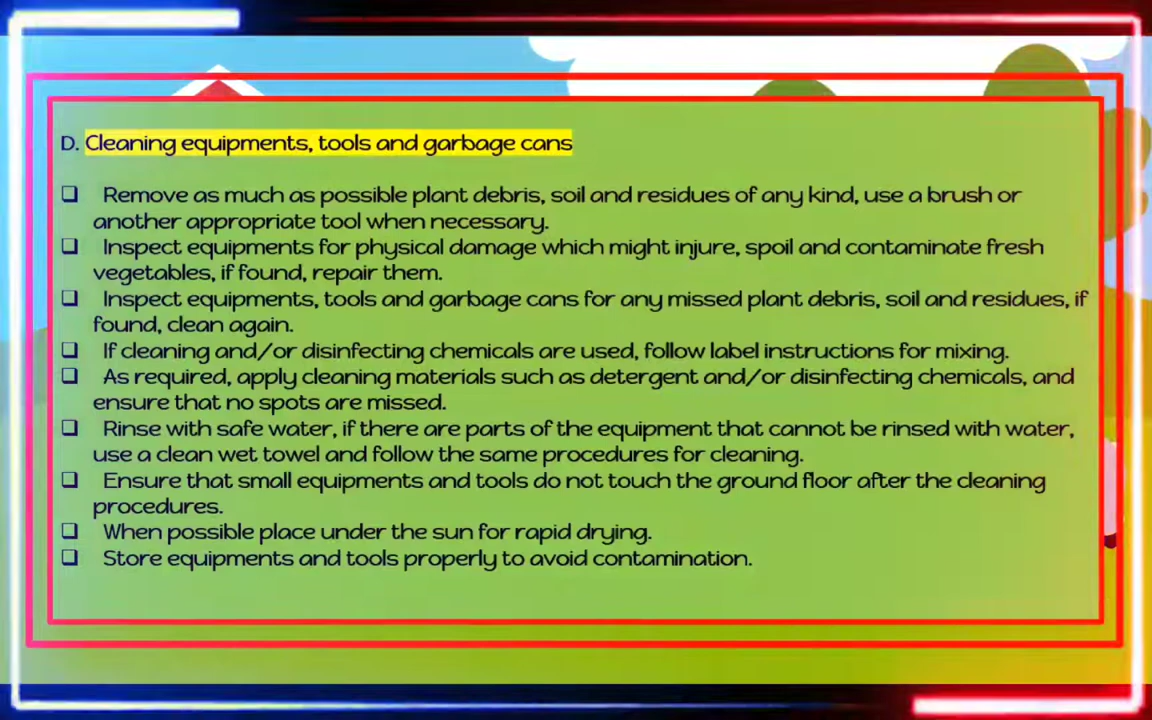 D. Cleaning equipments, tools and garbage cans
❑ Remove as much as possible plant debris, soil and residues of any kind, use a brush or
another appropriate tool when necessary.
❑ Inspect equipments for physical damage which might injure, spoil and contaminate fresh
vegetables, if found, repair them.
❑ Inspect equipments, tools and garbage cans for any missed plant debris, soil and residues, if
found, clean again.
❑ If cleaning and/or disinfecting chemicals are used, follow label instructions for mixing.
❑ As required, apply cleaning materials such as detergent and/or disinfecting chemicals, and
ensure that no spots are missed.
❑ Rinse with safe water, if there are parts of the equipment that cannot be rinsed with water,
use a clean wet towel and follow the same procedures for cleaning.
❑ Ensure that small equipments and tools do not touch the ground floor after the cleaning
procedures.
❑ When possible place under the sun for rapid drying.
❑ Store equipments and tools properly to avoid contamination.